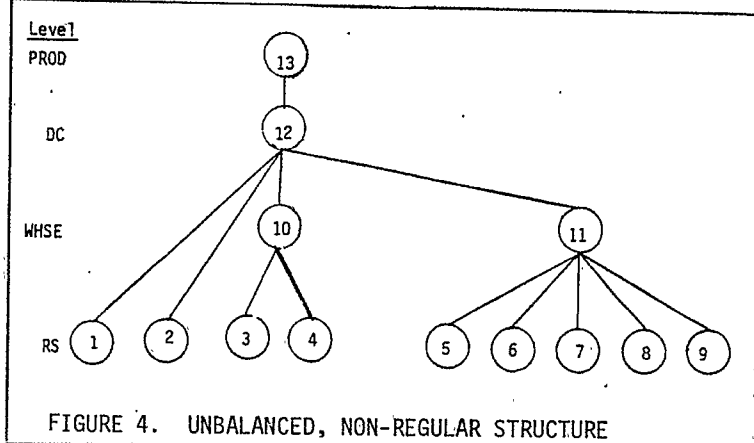 Level
PROD
13
DC
12
WHSE
10
11
RS
1
2
3
4
5
6
7
8
9
FIGURE 4. UNBALANCED, NON-REGULAR STRUCTURE